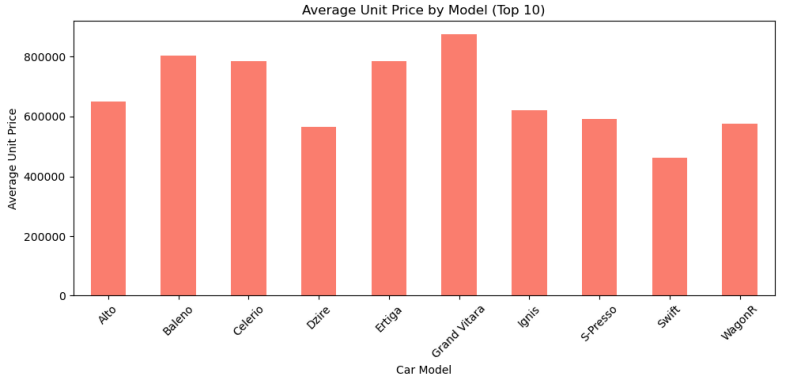 Average Unit Price by Model (Top 10)
Average Unit Price
800000
600000
400000
200000
0
Alto
Baleno
Celerio
Dzire
Ertiga
Grand Vitara
Ignis
S-Presso
Swift
WagonR
Car Model